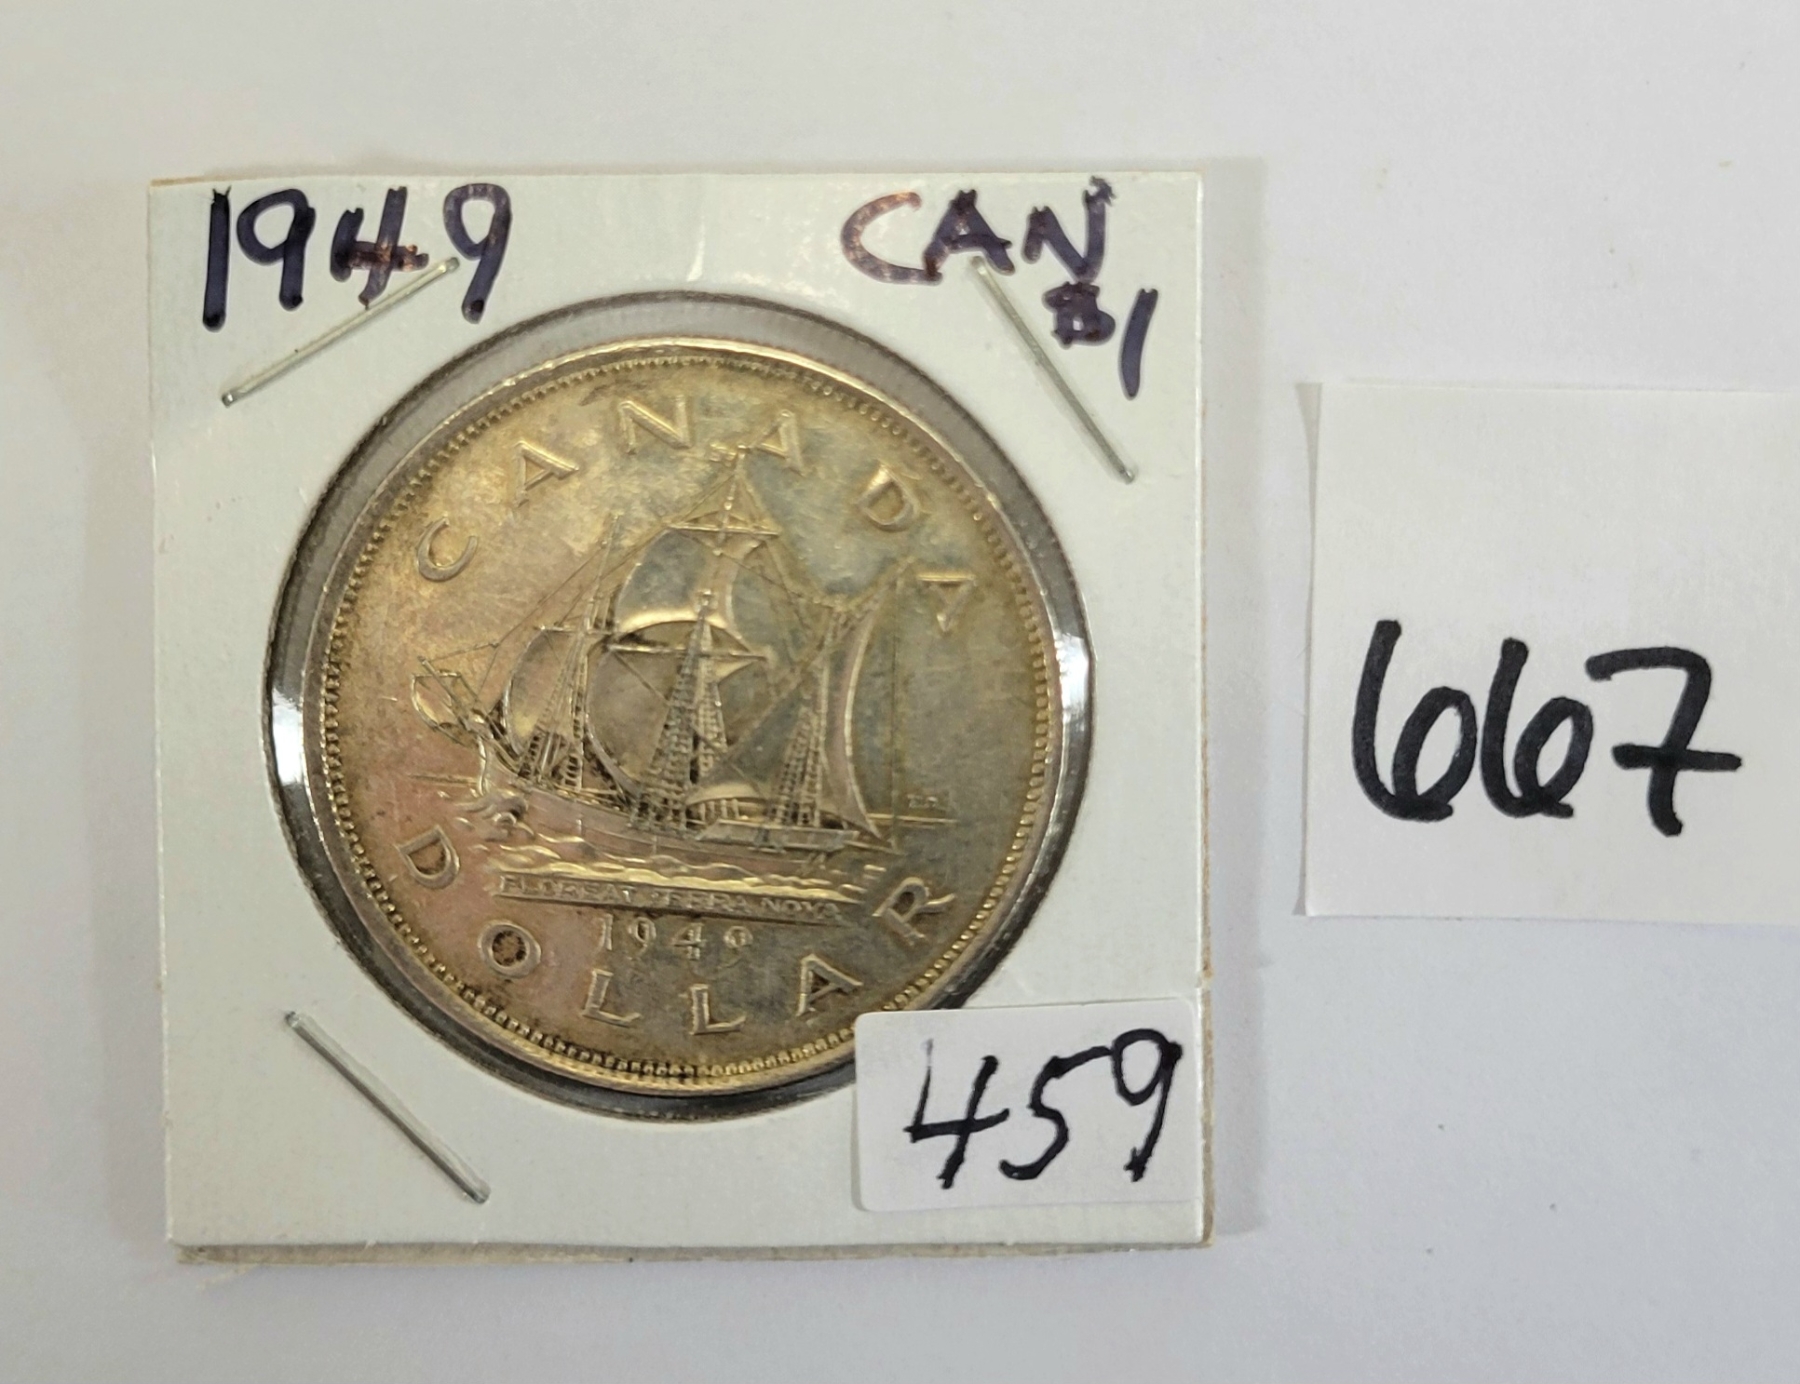 1949 CAN
$1
CANADA
FLOREAT TERRA NOVA
1949
DOLLAR
459
667